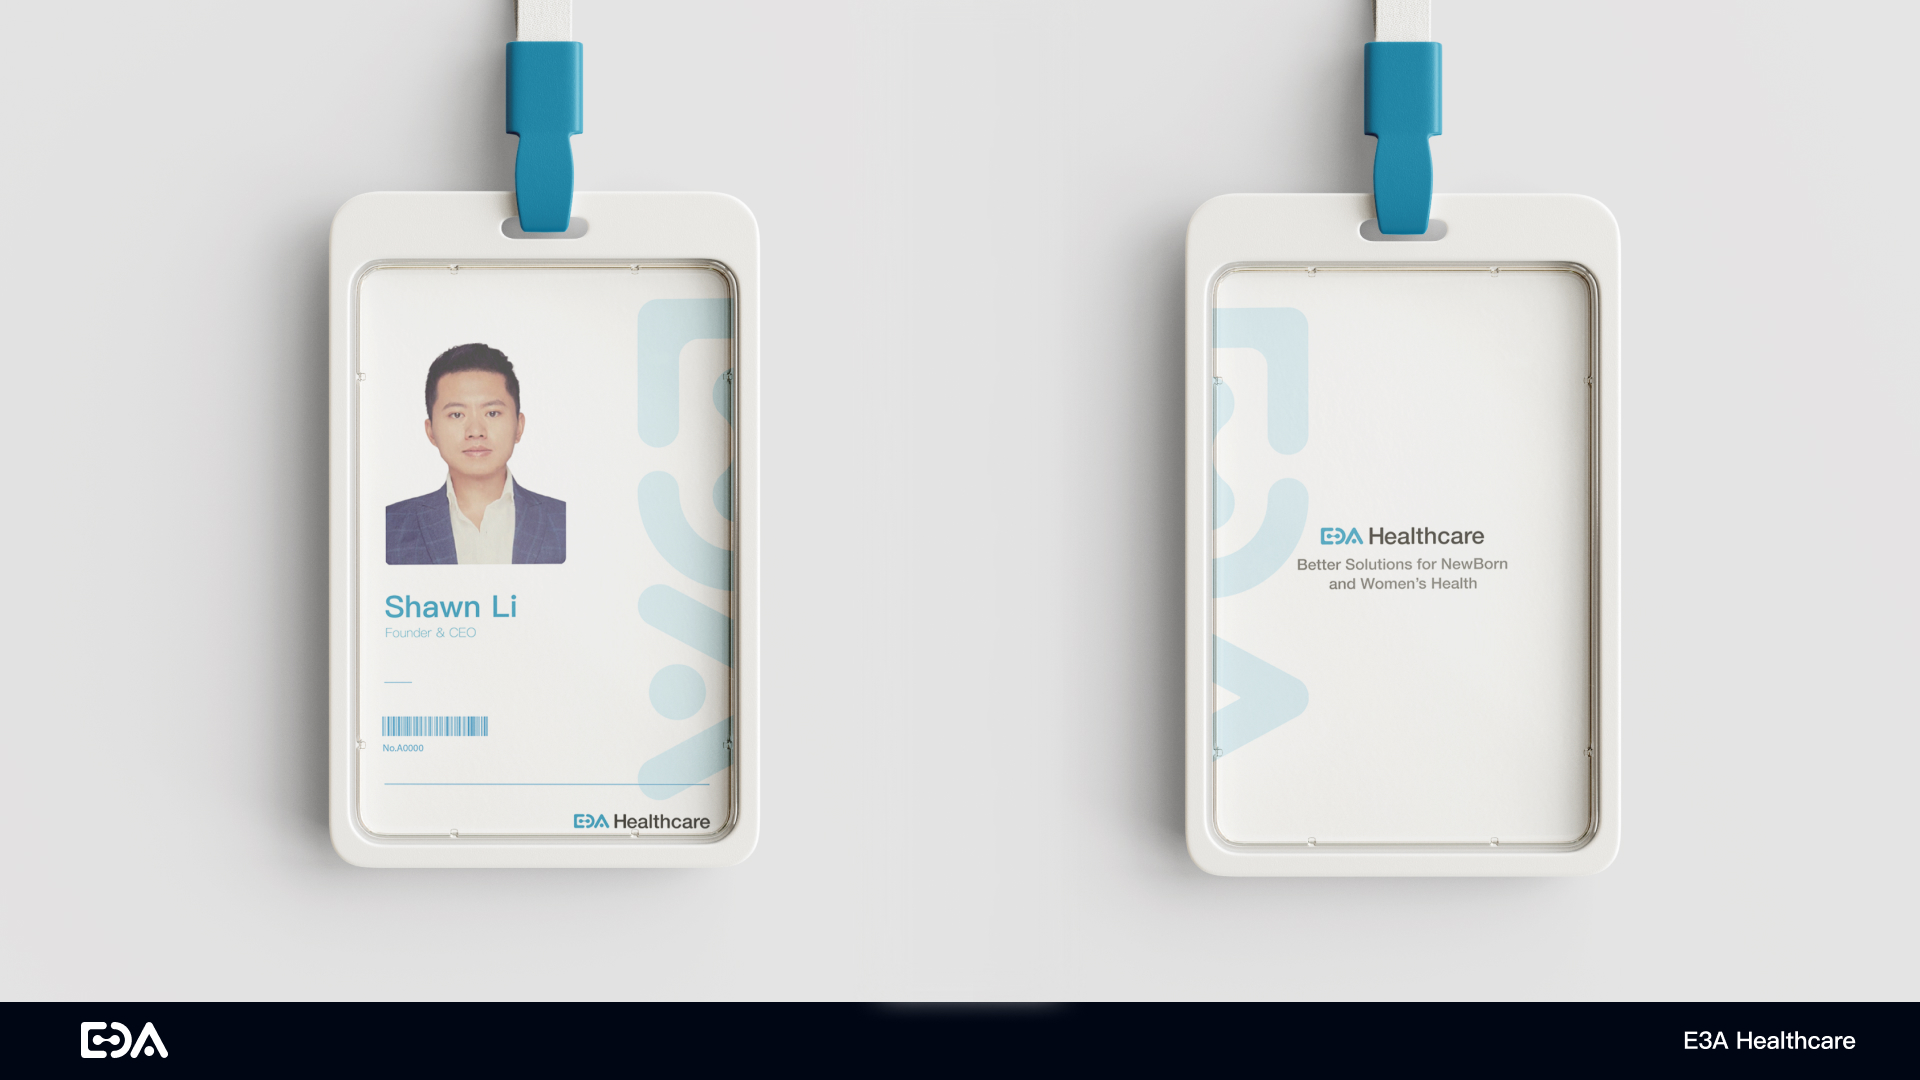 Shawn Li
Founder & CEO
No.A0000
E3A Healthcare
E3A Healthcare
Better Solutions for NewBorn
and Women's Health
E3A
E3A Healthcare